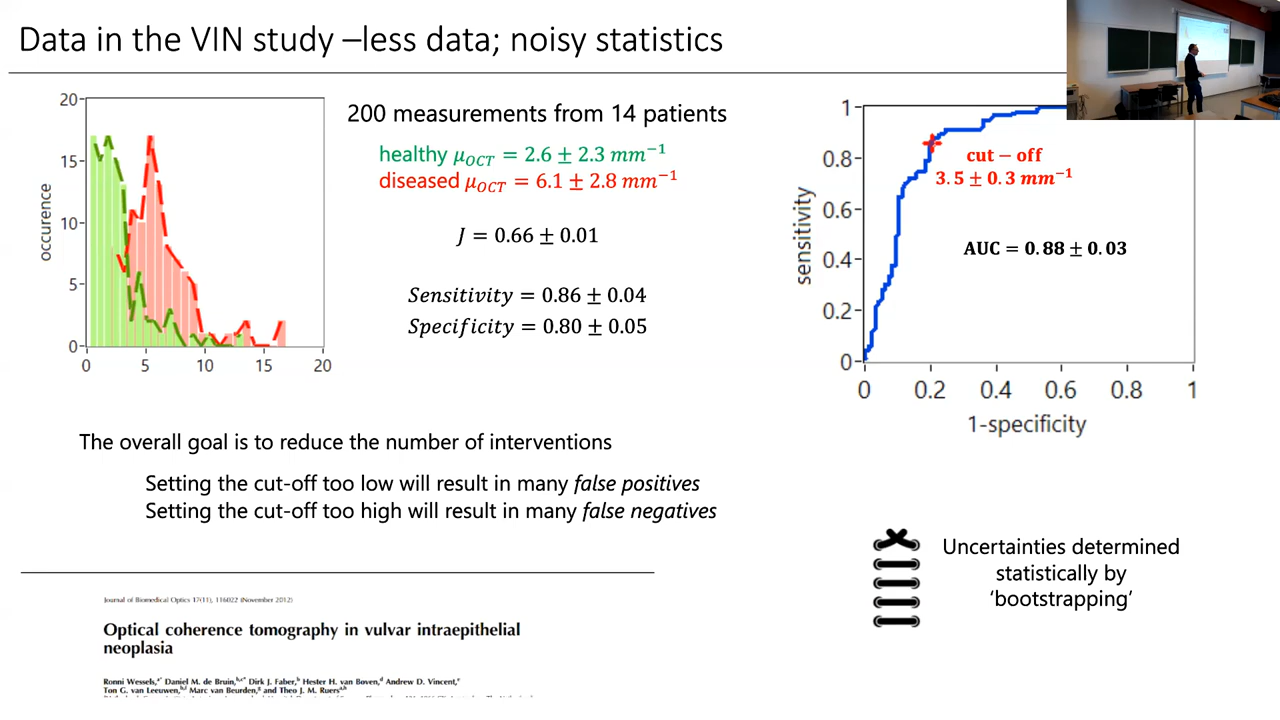 Data in the VIN study –less data; noisy statistics
20
15
10
5
0
occurence
0 5 10 15 20
200 measurements from 14 patients
healthy μOCT = 2.6 ± 2.3 mm⁻¹
diseased μOCT = 6.1 ± 2.8 mm⁻¹
J = 0.66 ± 0.01
Sensitivity = 0.86 ± 0.04
Specificity = 0.80 ± 0.05
1
0.8
0.6
0.4
0.2
0
sensitivity
0 0.2 0.4 0.6 0.8 1
1-specificity
cut − off
3.5 ± 0.3 mm⁻¹
AUC = 0.88 ± 0.03
The overall goal is to reduce the number of interventions
Setting the cut-off too low will result in many false positives
Setting the cut-off too high will result in many false negatives
Uncertainties determined
statistically by
‘bootstrapping’
Journal of Biomedical Optics 17(11), 116022 (November 2012)
Optical coherence tomography in vulvar intraepithelial
neoplasia
Ronni Wessels, Daniel M. de Bruin, Dirk J. Faber, Hester H. van Boven, Andrew D. Vincent,
Ton G. van Leeuwen, Marc van Beurden, and Theo J. M. Ruers